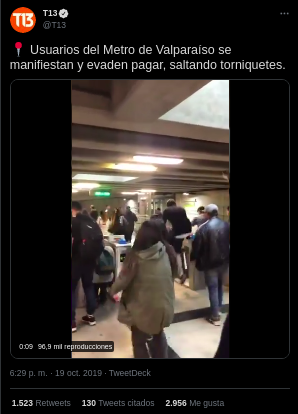 T13
T13
@T13
Usuarios del Metro de Valparaíso se
manifiestan y evaden pagar, saltando torniquetes.
0:09 96,9 mil reproducciones
6:29 p. m. · 19 oct. 2019 · TweetDeck
1.523 Retweets 130 Tweets citados 2.956 Me gusta